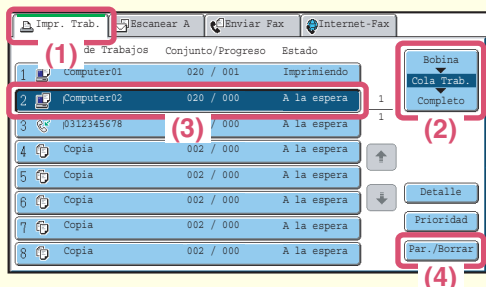 Impr. Trab. Escanear A Enviar Fax Internet-Fax
(1)
de Trabajos Conjunto/Progreso Estado
1 Computer01 020 / 001 Imprimiendo
2 Computer02 020 / 000 A la espera
(3)
3 0312345678 / 000 A la espera
4 Copia 002 / 000 A la espera
5 Copia 002 / 000 A la espera
6 Copia 002 / 000 A la espera
7 Copia 002 / 000 A la espera
8 Copia 002 / 000 A la espera
1
1
Bobina
Cola Trab.
Completo
(2)
Detalle
Prioridad
Par./Borrar
(4)